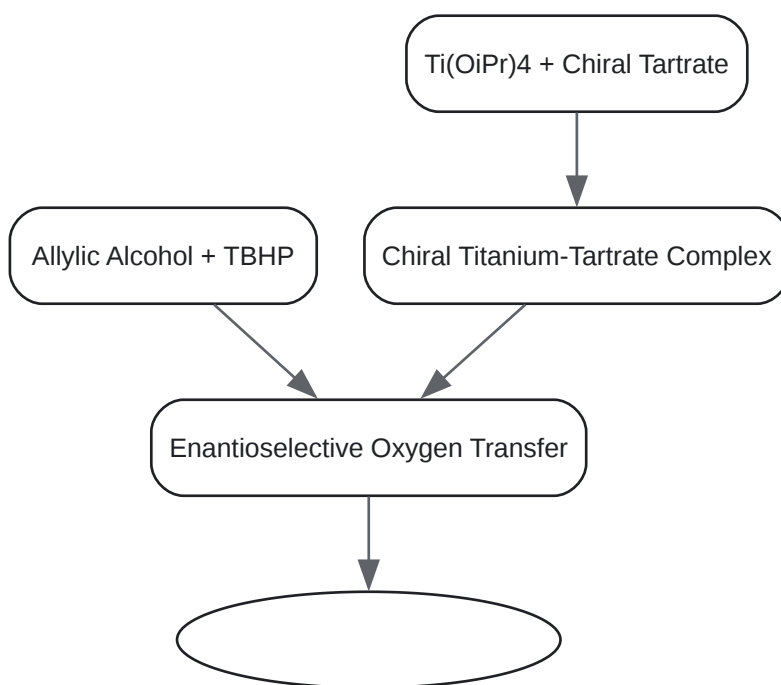 Ti(OiPr)4 + Chiral Tartrate
Allylic Alcohol + TBHP
Chiral Titanium-Tartrate Complex
Enantioselective Oxygen Transfer